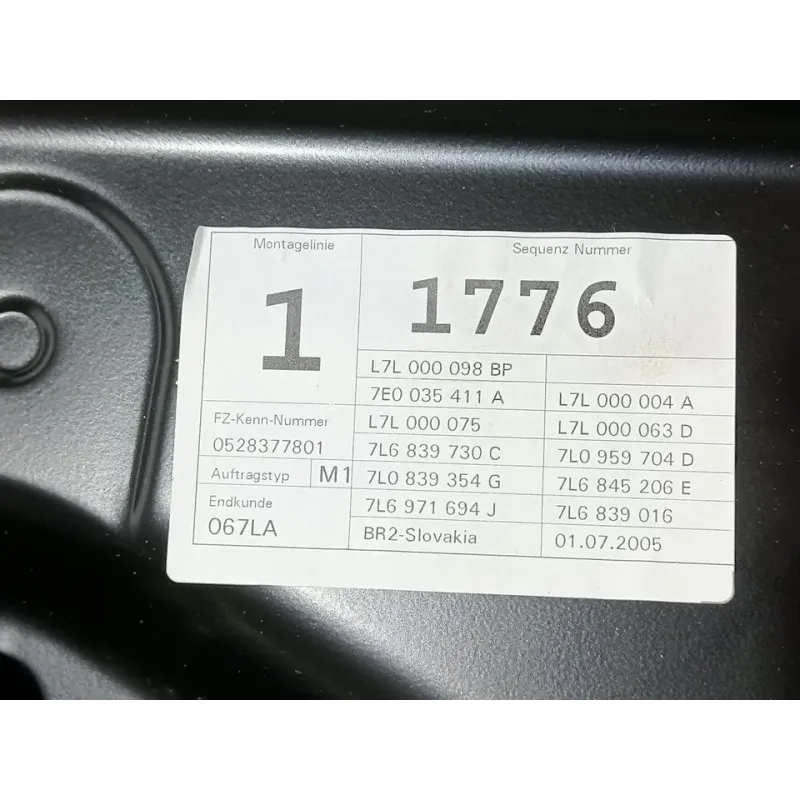 Montagelinie
1
Sequenz Nummer
1776
L7L 000 098 BP
7E0 035 411 A
L7L 000 004 A
FZ-Kenn-Nummer
0528377801
L7L 000 075
L7L 000 063 D
7L6 839 730 C
7L0 959 704 D
Auftragstyp M1
7L0 839 354 G
7L6 845 206 E
Endkunde
067LA
7L6 971 694 J
7L6 839 016
BR2-Slovakia
01.07.2005